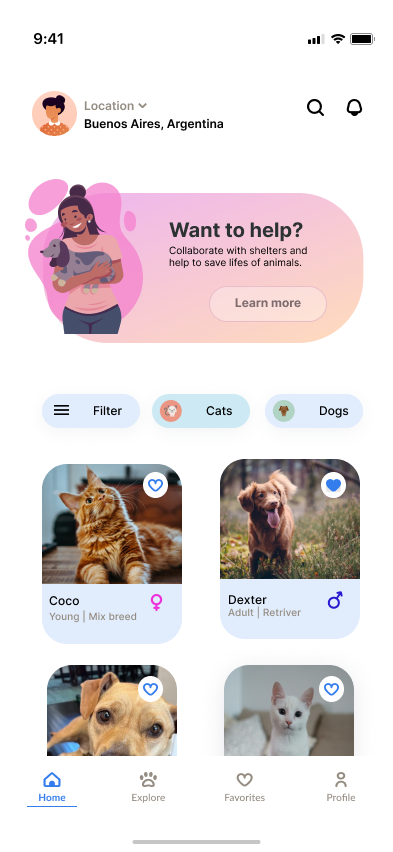 9:41
Location
Buenos Aires, Argentina
Want to help?
Collaborate with shelters and
help to save lifes of animals.
Learn more
Filter
Cats
Dogs
Coco
Young | Mix breed
Dexter
Adult | Retriver
Home
Explore
Favorites
Profile